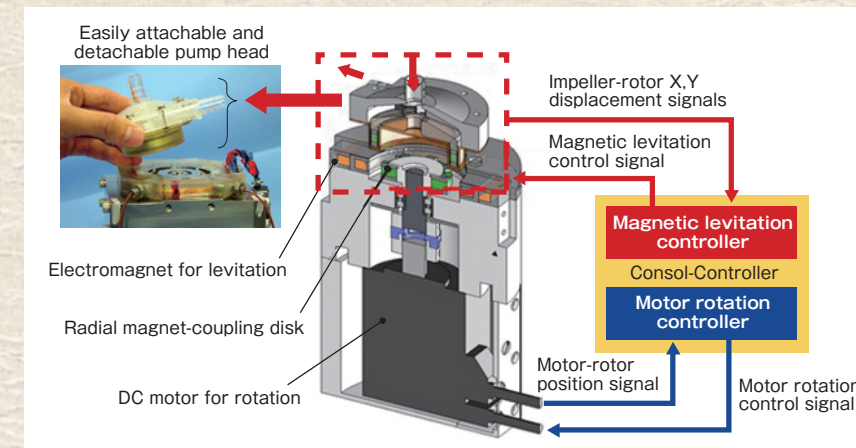 Easily attachable and
detachable pump head
Impeller-rotor X,Y
displacement signals
Magnetic levitation
control signal
Magnetic levitation
controller
Consol-Controller
Motor rotation
controller
Electromagnet for levitation
Radial magnet-coupling disk
DC motor for rotation
Motor-rotor
position signal
Motor rotation
control signal